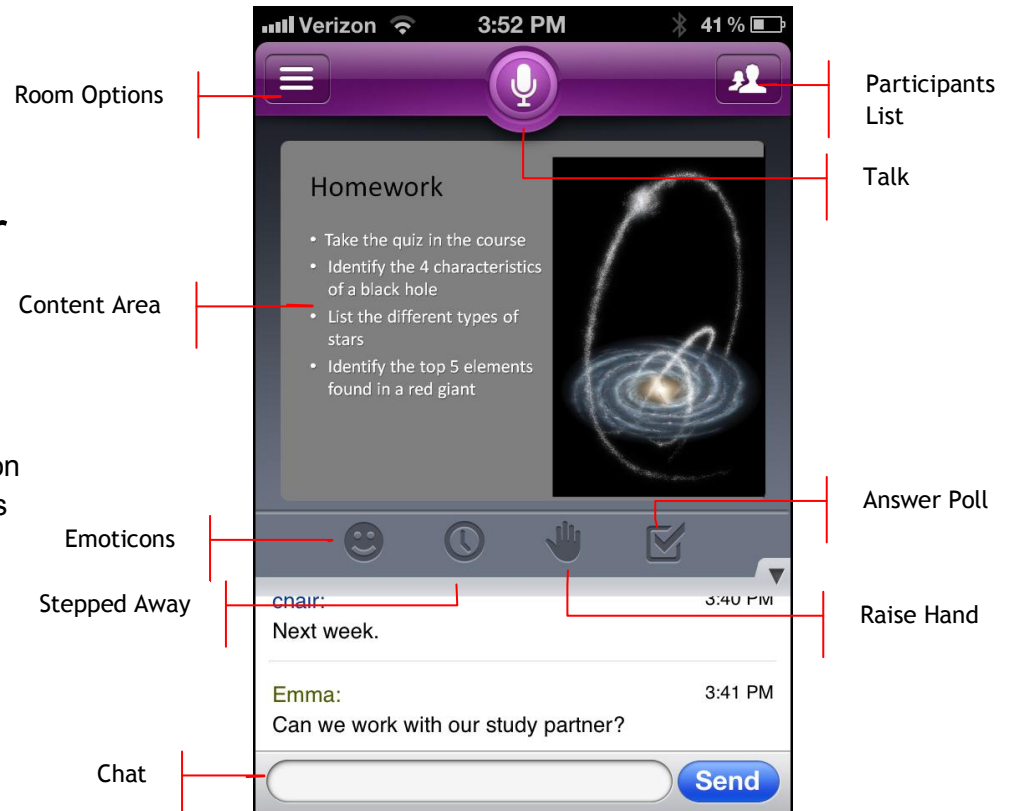 Verizon 3:52 PM 41 %
Room Options
Participants
List
Talk
Homework
• Take the quiz in the course
• Identify the 4 characteristics
of a black hole
• List the different types of
stars
• Identify the top 5 elements
found in a red giant
Content Area
Answer Poll
Emoticons
Stepped Away
Raise Hand
chair: 3:40 PM
Next week.
Emma: 3:41 PM
Can we work with our study partner?
Chat
Send